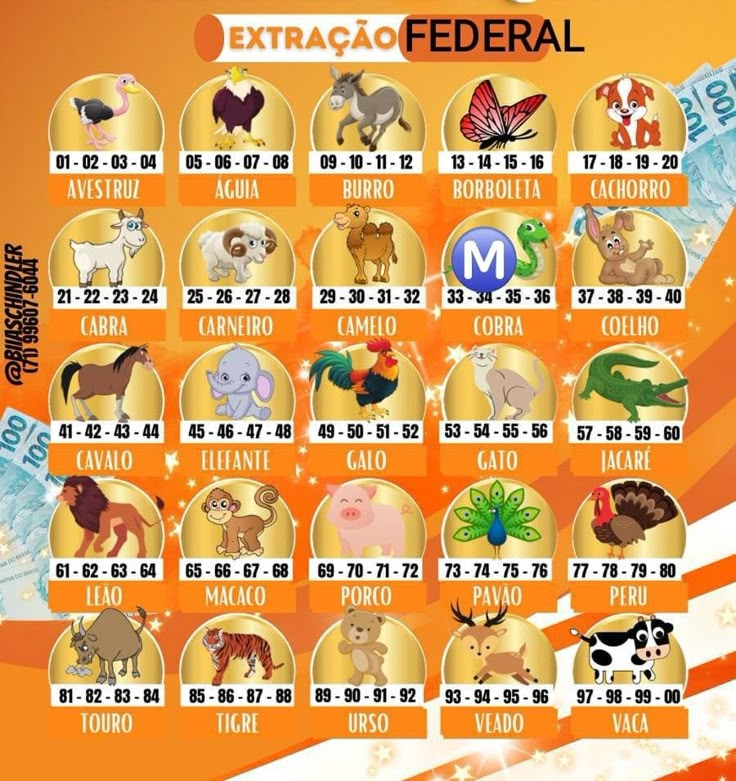 EXTRAÇÃO FEDERAL
01 - 02 - 03 - 04
AVESTRUZ
05 - 06 - 07 - 08
ÁGUIA
09 - 10 - 11 - 12
BURRO
13 - 14 - 15 - 16
BORBOLETA
17 - 18 - 19 - 20
CACHORRO
21 - 22 - 23 - 24
CABRA
25 - 26 - 27 - 28
CARNEIRO
29 - 30 - 31 - 32
CAMELO
M
33 - 34 - 35 - 36
COBRA
37 - 38 - 39 - 40
COELHO
@BIJIASCHINDLER
(71) 99607-6044
41 - 42 - 43 - 44
CAVALO
45 - 46 - 47 - 48
ELEFANTE
49 - 50 - 51 - 52
GALO
53 - 54 - 55 - 56
GATO
57 - 58 - 59 - 60
JACARÉ
61 - 62 - 63 - 64
LEÃO
65 - 66 - 67 - 68
MACACO
69 - 70 - 71 - 72
PORCO
73 - 74 - 75 - 76
PAVÃO
77 - 78 - 79 - 80
PERU
81 - 82 - 83 - 84
TOURO
85 - 86 - 87 - 88
TIGRE
89 - 90 - 91 - 92
URSO
93 - 94 - 95 - 96
VEADO
97 - 98 - 99 - 00
VACA
100
100
100
100